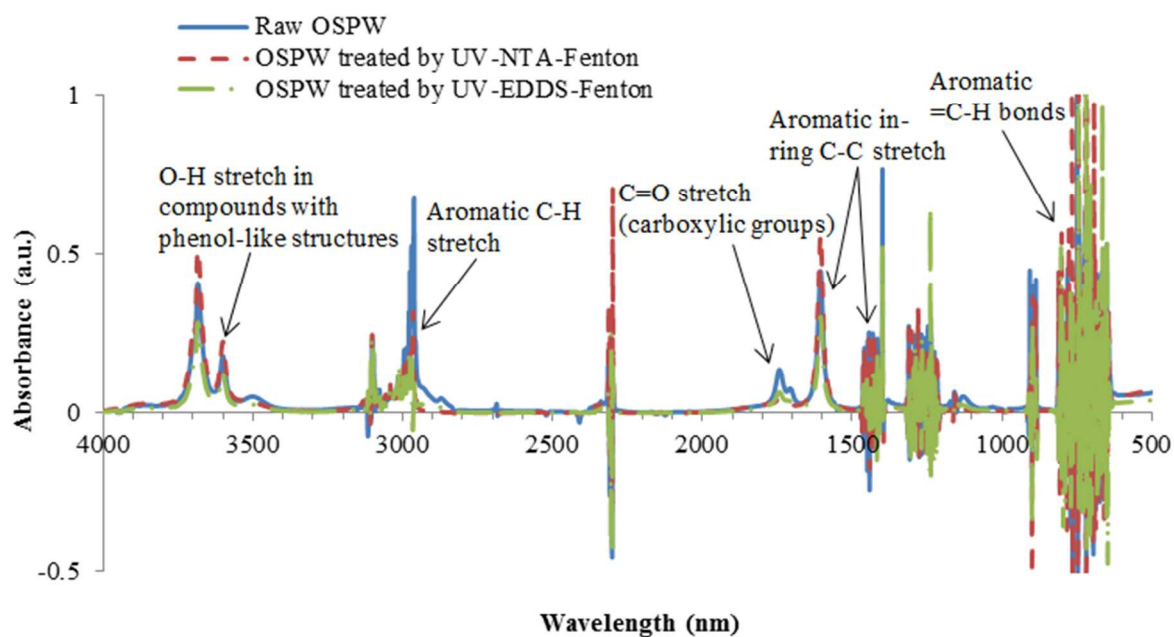 Raw OSPW
OSPW treated by UV-NTA-Fenton
OSPW treated by UV-EDDS-Fenton
Aromatic
=C-H bonds
Aromatic in-
ring C-C stretch
O-H stretch in
compounds with
phenol-like structures
Aromatic C-H
stretch
C=O stretch
(carboxylic groups)
1
0.5
0
-0.5
Absorbance (a.u.)
4000 3500 3000 2500 2000 1500 1000 500
Wavelength (nm)